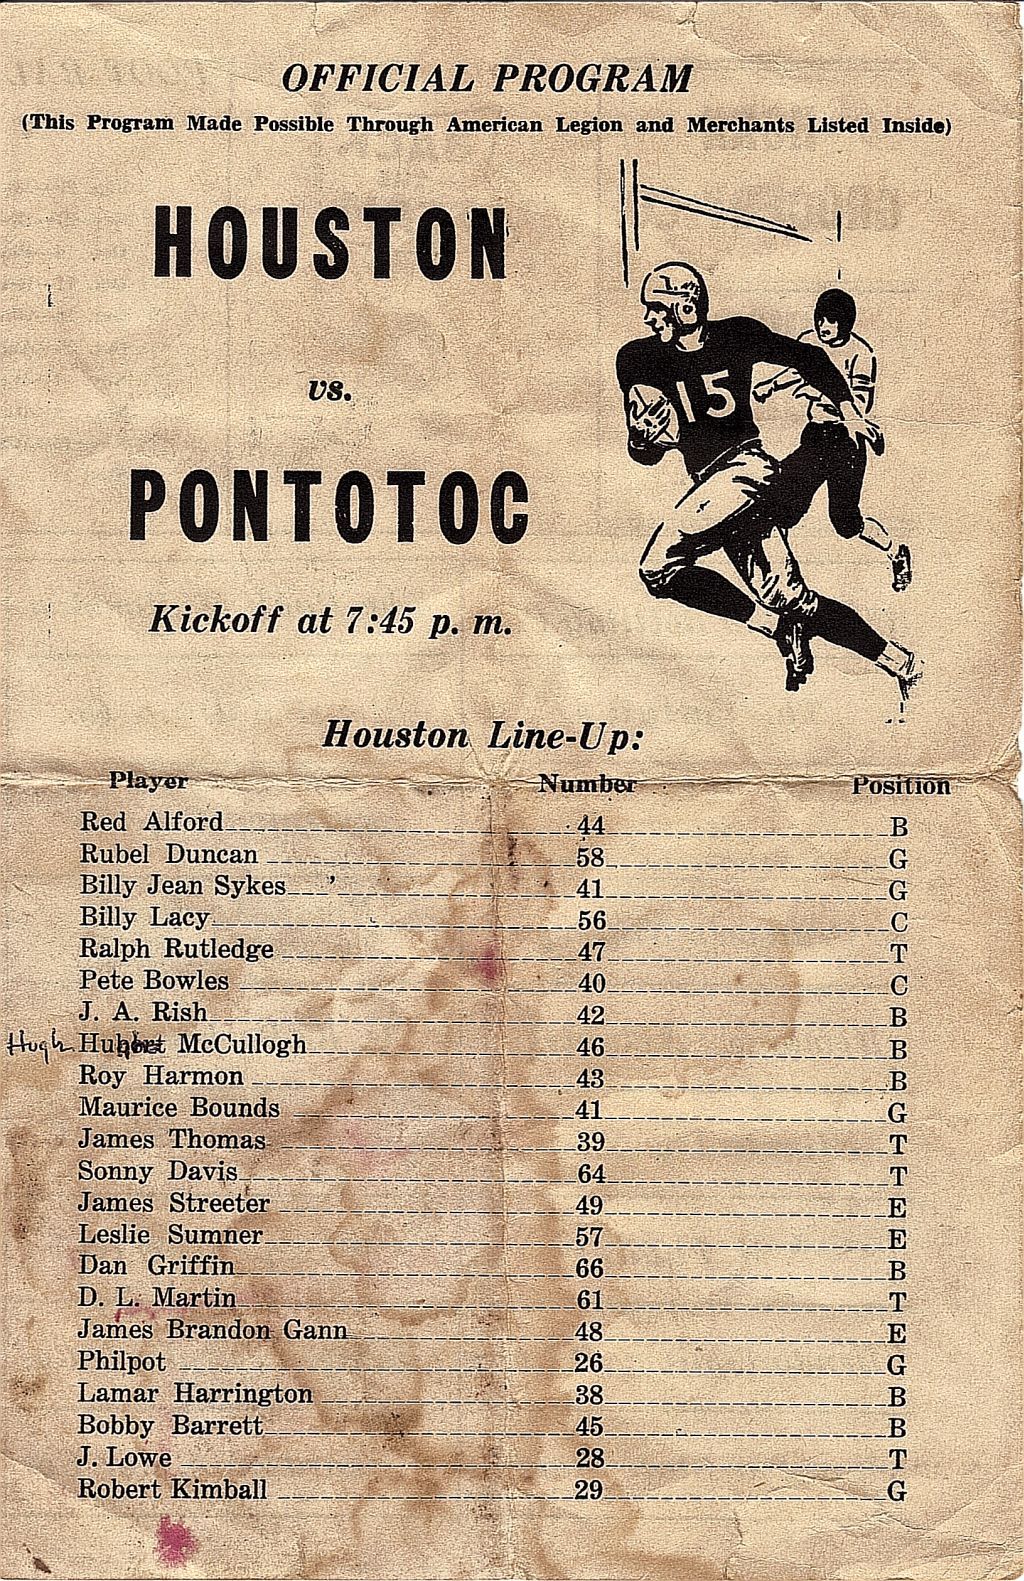 OFFICIAL PROGRAM
(This Program Made Possible Through American Legion and Merchants Listed Inside)
HOUSTON
vs.
PONTOTOC
Kickoff at 7:45 p. m.
15
Houston Line-Up:
Player Number Position
Red Alford 44 B
Rubel Duncan 58 G
Billy Jean Sykes 41 G
Billy Lacy 56 C
Ralph Rutledge 47 T
Pete Bowles 40 C
J. A. Rish 42 B
Hugh Hubert McCullogh 46 B
Roy Harmon 43 B
Maurice Bounds 41 G
James Thomas 39 T
Sonny Davis 64 T
James Streeter 49 E
Leslie Sumner 57 E
Dan Griffin 66 B
D. L. Martin 61 T
James Brandon Gann 48 E
Philpot 26 G
Lamar Harrington 38 B
Bobby Barrett 45 B
J. Lowe 28 T
Robert Kimball 29 G